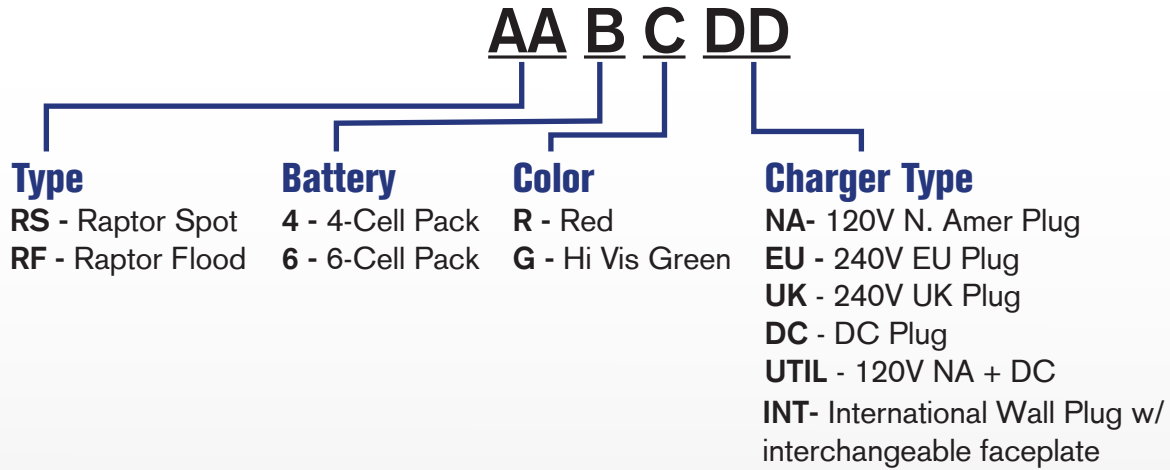 AA B C DD
Type
RS - Raptor Spot
RF - Raptor Flood
Battery
4 - 4-Cell Pack
6 - 6-Cell Pack
Color
R - Red
G - Hi Vis Green
Charger Type
NA- 120V N. Amer Plug
EU - 240V EU Plug
UK - 240V UK Plug
DC - DC Plug
UTIL - 120V NA + DC
INT- International Wall Plug w/
interchangeable faceplate